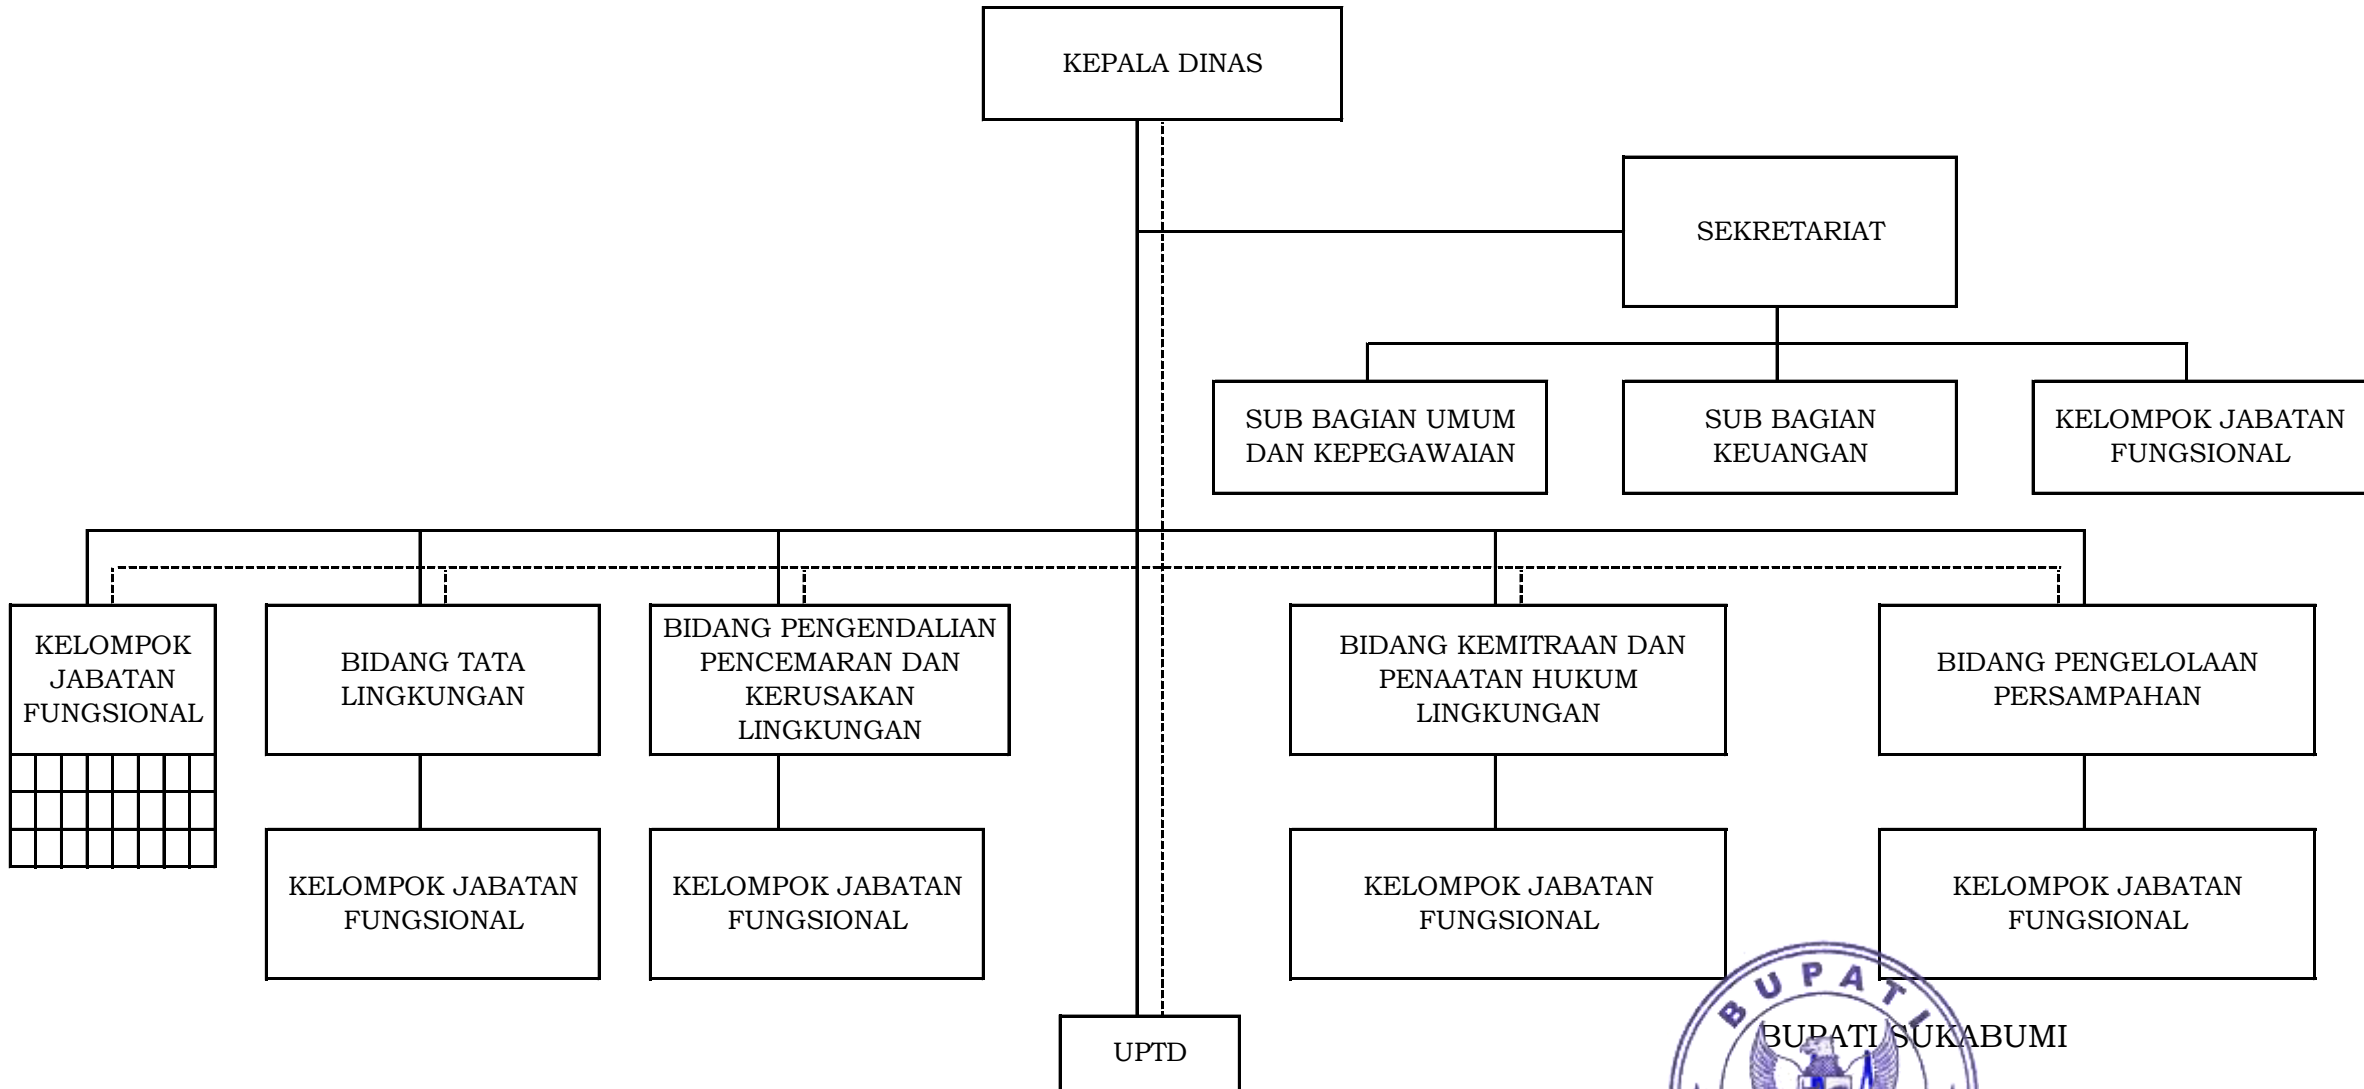 KEPALA DINAS
SEKRETARIAT
SUB BAGIAN UMUM
DAN KEPEGAWAIAN
SUB BAGIAN
KEUANGAN
KELOMPOK JABATAN
FUNGSIONAL
KELOMPOK
JABATAN
FUNGSIONAL
BIDANG TATA
LINGKUNGAN
BIDANG PENGENDALIAN
PENCEMARAN DAN
KERUSAKAN
LINGKUNGAN
BIDANG KEMITRAAN DAN
PENAATAN HUKUM
LINGKUNGAN
BIDANG PENGELOLAAN
PERSAMPAHAN
KELOMPOK JABATAN
FUNGSIONAL
KELOMPOK JABATAN
FUNGSIONAL
KELOMPOK JABATAN
FUNGSIONAL
KELOMPOK JABATAN
FUNGSIONAL
UPTD
BUPATI
BUPATI SUKABUMI